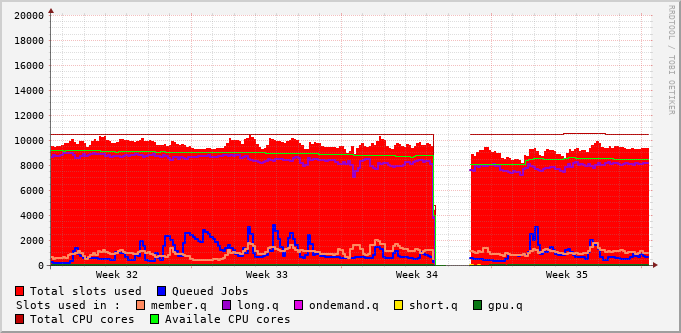 RRDTOOL / TOBI OETIKER
20000
18000
16000
14000
12000
10000
8000
6000
4000
2000
0
Week 32 Week 33 Week 34 Week 35
Total slots used Queued Jobs
Slots used in : member.q long.q ondemand.q short.q gpu.q
Total CPU cores Availale CPU cores